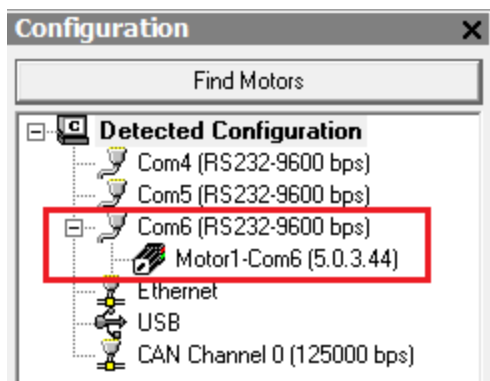 Configuration
Find Motors
Detected Configuration
Com4 (RS232-9600 bps)
Com5 (RS232-9600 bps)
Com6 (RS232-9600 bps)
Motor1-Com6 (5.0.3.44)
Ethernet
USB
CAN Channel 0 (125000 bps)